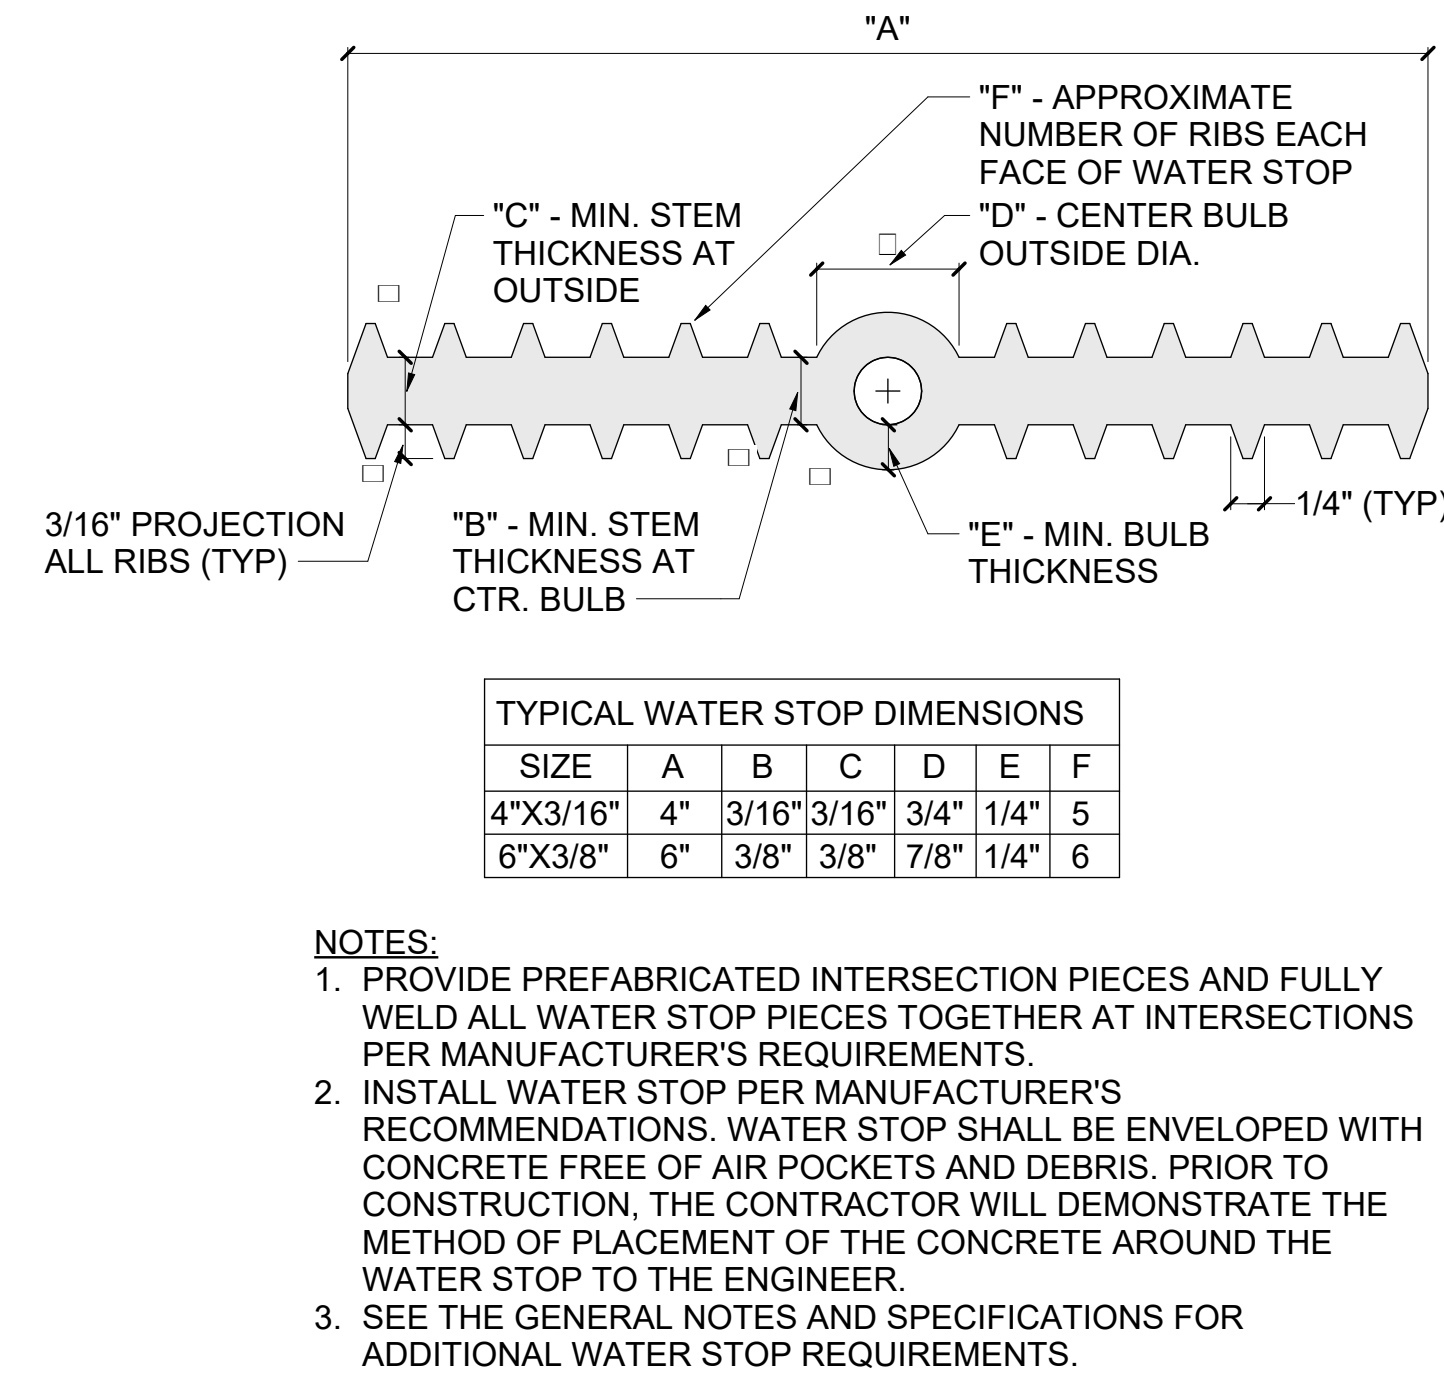 "A"
"F" - APPROXIMATE
NUMBER OF RIBS EACH
FACE OF WATER STOP
"C" - MIN. STEM
THICKNESS AT
OUTSIDE
"D" - CENTER BULB
OUTSIDE DIA.
3/16" PROJECTION
ALL RIBS (TYP)
"B" - MIN. STEM
THICKNESS AT
CTR. BULB
"E" - MIN. BULB
THICKNESS
1/4" (TYP)
TYPICAL WATER STOP DIMENSIONS
SIZE A B C D E F
4"X3/16" 4" 3/16" 3/16" 3/4" 1/4" 5
6"X3/8" 6" 3/8" 3/8" 7/8" 1/4" 6
NOTES:
1. PROVIDE PREFABRICATED INTERSECTION PIECES AND FULLY
WELD ALL WATER STOP PIECES TOGETHER AT INTERSECTIONS
PER MANUFACTURER'S REQUIREMENTS.
2. INSTALL WATER STOP PER MANUFACTURER'S
RECOMMENDATIONS. WATER STOP SHALL BE ENVELOPED WITH
CONCRETE FREE OF AIR POCKETS AND DEBRIS. PRIOR TO
CONSTRUCTION, THE CONTRACTOR WILL DEMONSTRATE THE
METHOD OF PLACEMENT OF THE CONCRETE AROUND THE
WATER STOP TO THE ENGINEER.
3. SEE THE GENERAL NOTES AND SPECIFICATIONS FOR
ADDITIONAL WATER STOP REQUIREMENTS.